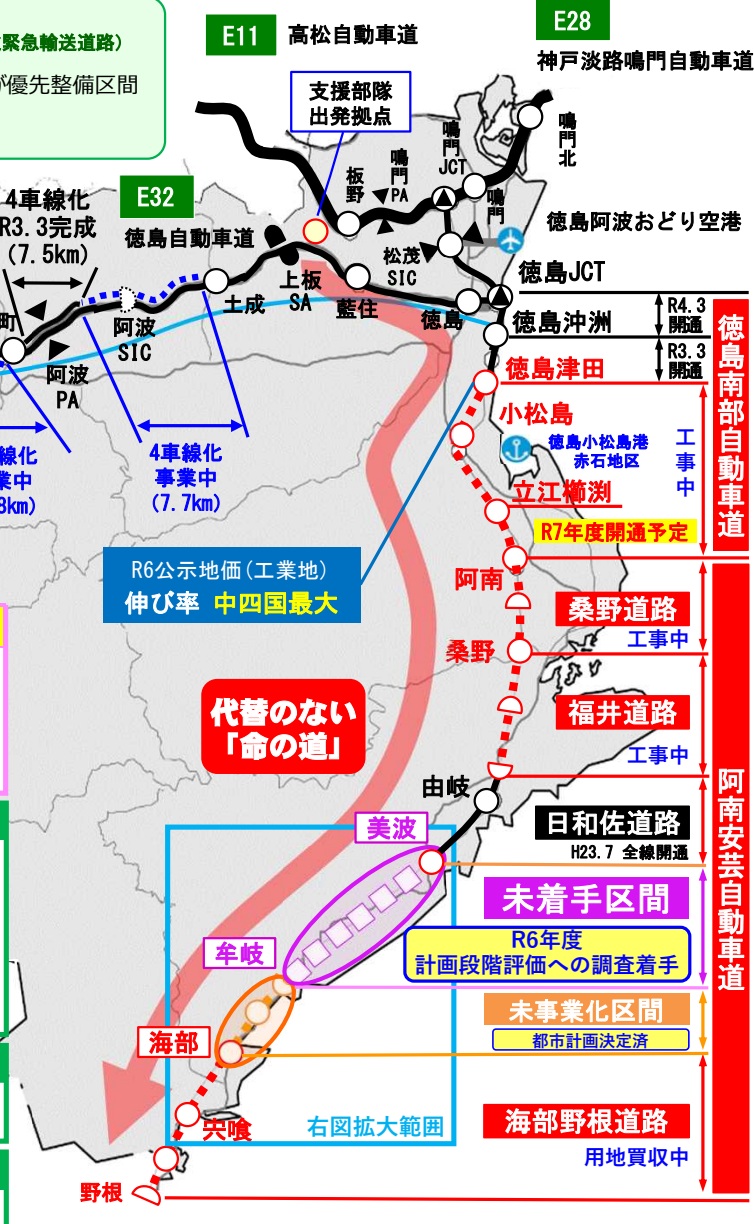 緊急輸送道路)
優先整備区間
E11 高松自動車道
E28
神戸淡路鳴門自動車道
支援部隊
出発拠点
鳴門北
鳴門JCT
鳴門PA
板野
鳴門
4車線化
R3.3完成
(7.5km)
E32
徳島自動車道
徳島阿波おどり空港
松茂
SIC
上板
SA
土成
藍住
徳島
徳島JCT
町
阿波
SIC
阿波
PA
徳島沖洲
R4.3
開通
R3.3
開通
徳島津田
小松島
徳島小松島港
赤石地区
工事中
徳島南部自動車道
車線化
業中
8km)
4車線化
事業中
(7.7km)
立江櫛渕
R7年度開通予定
R6公示地価(工業地)
伸び率 中四国最大
阿南
桑野道路
工事中
桑野
代替のない
「命の道」
福井道路
工事中
由岐
日和佐道路
H23.7 全線開通
阿南安芸自動車道
美波
未着手区間
R6年度
計画段階評価への調査着手
牟岐
未事業化区間
都市計画決定済
海部
宍喰
右図拡大範囲
海部野根道路
用地買収中
野根